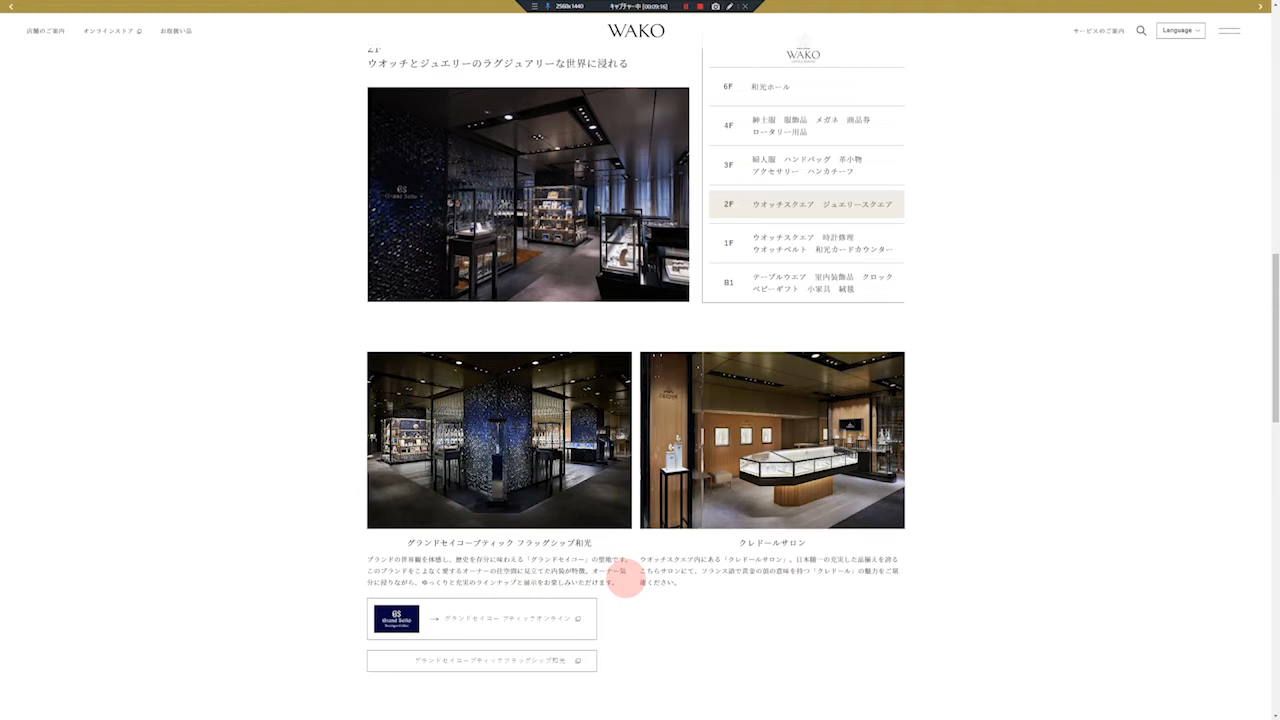 2560x1440
キャプチャー中 [00:09:16]
店舗のご案内
オンラインストア
お取扱い品
WAKO
サービスのご案内
Language
2F
ウオッチとジュエリーのラグジュアリーな世界に浸れる
WAKO
6F 和光ホール
4F 紳士服 服飾品 メガネ 商品券
ロータリー用品
3F 婦人服 ハンドバッグ 革小物
アクセサリー ハンカチーフ
2F ウオッチスクエア ジュエリースクエア
1F ウオッチスクエア 時計修理
ウオッチベルト 和光カードカウンター
B1 テーブルウエア 室内装飾品 クロック
ベビーギフト 小家具 絨毯
GS
Grand Seiko
グランドセイコーブティック フラッグシップ和光
ブランドの世界観を体感し、歴史を存分に味わえる「グランドセイコー」の聖地です。
このブランドをこよなく愛するオーナーの住空間に見立てた内装が特徴。オーナー気
分に浸りながら、ゆっくりと充実のラインナップと展示をお楽しみいただけます。
クレドールサロン
ウオッチスクエア内にある「クレドールサロン」。日本随一の充実した品揃えを誇る
こちらサロンにて、フランス語で黄金の頂の意味を持つ「クレドール」の魅力をご堪
能ください。
GS
Grand Seiko
→ グランドセイコー ブティックオンライン
グランドセイコーブティックフラッグシップ和光